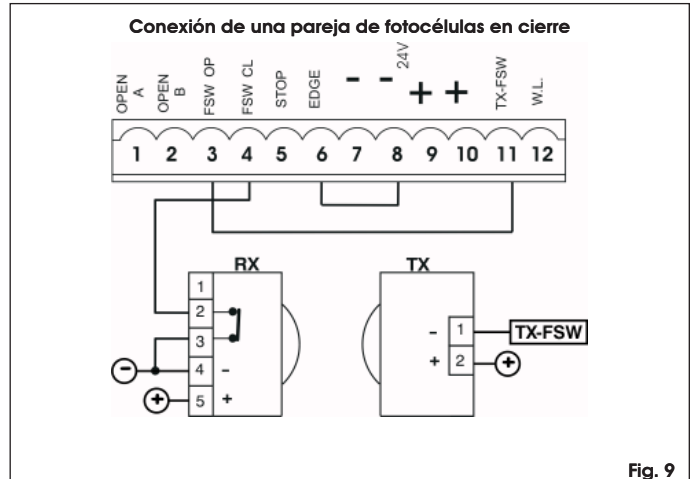 Conexión de una pareja de fotocélulas en cierre
OPEN A
OPEN B
FSW OP
FSW CL
STOP
EDGE
-
-
24V
+
+
TX-FSW
W.L.
1 2 3 4 5 6 7 8 9 10 11 12
RX
1
2
3
4 -
5 +
-
+
TX
- 1
+ 2
TX-FSW
+
Fig. 9